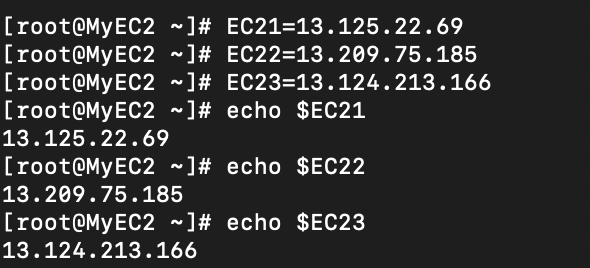 [root@MyEC2 ~]# EC21=13.125.22.69
[root@MyEC2 ~]# EC22=13.209.75.185
[root@MyEC2 ~]# EC23=13.124.213.166
[root@MyEC2 ~]# echo $EC21
13.125.22.69
[root@MyEC2 ~]# echo $EC22
13.209.75.185
[root@MyEC2 ~]# echo $EC23
13.124.213.166